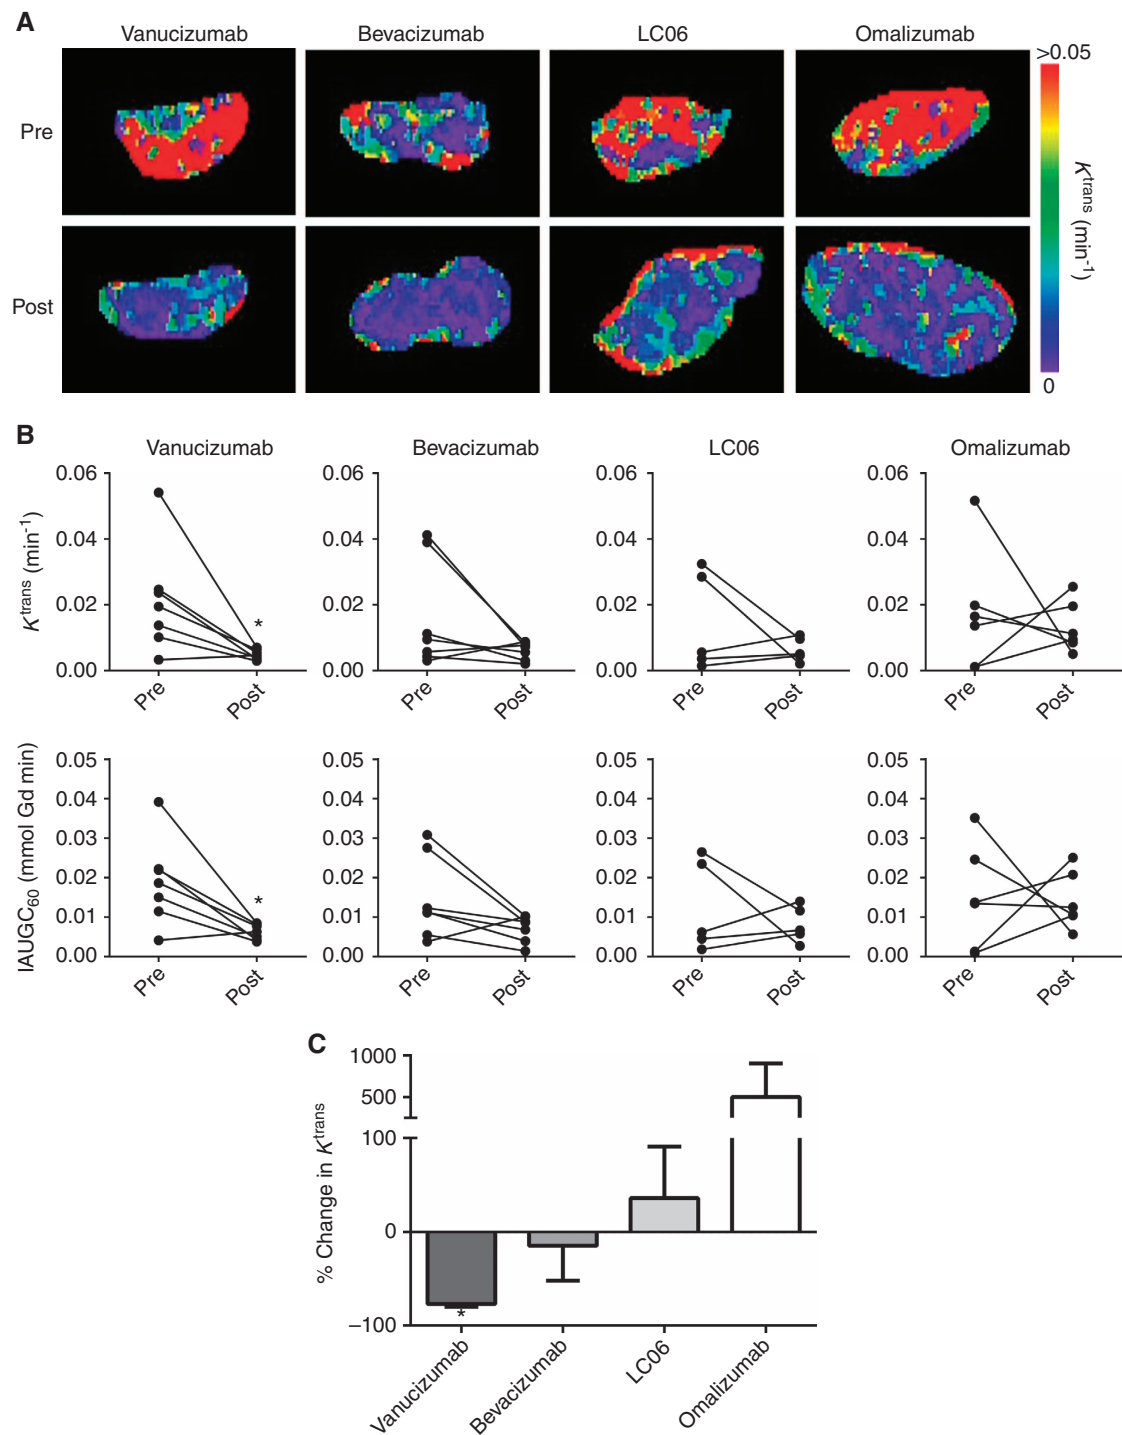 A
Vanucizumab Bevacizumab LC06 Omalizumab
>0.05
Pre
Post
K^trans (min^-1)
0
B
Vanucizumab Bevacizumab LC06 Omalizumab
K^trans (min^-1)
0.06 0.06 0.06 0.06
0.04 0.04 0.04 0.04
0.02 0.02 0.02 0.02
*
0.00 0.00 0.00 0.00
Pre Post Pre Post Pre Post Pre Post
IAUGC60 (mmol Gd min)
0.05 0.05 0.05 0.05
0.04 0.04 0.04 0.04
0.03 0.03 0.03 0.03
0.02 0.02 0.02 0.02
*
0.01 0.01 0.01 0.01
0.00 0.00 0.00 0.00
Pre Post Pre Post Pre Post Pre Post
C
% Change in K^trans
1000
500
100
0
−100
*
Vanucizumab Bevacizumab LC06 Omalizumab